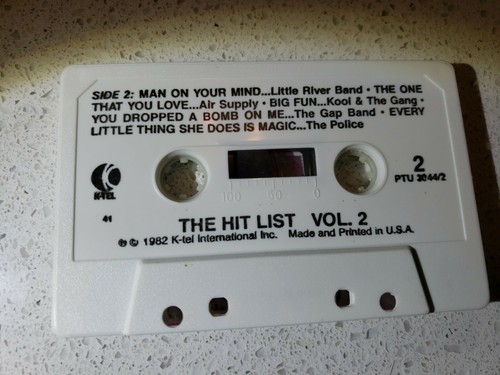 SIDE 2: MAN ON YOUR MIND...Little River Band • THE ONE
THAT YOU LOVE...Air Supply • BIG FUN...Kool & The Gang •
YOU DROPPED A BOMB ON ME...The Gap Band • EVERY
LITTLE THING SHE DOES IS MAGIC...The Police
K
K-TEL
2
PTU 3044/2
100 50 0
41
THE HIT LIST VOL. 2
℗ © 1982 K-tel International Inc. Made and Printed in U.S.A.